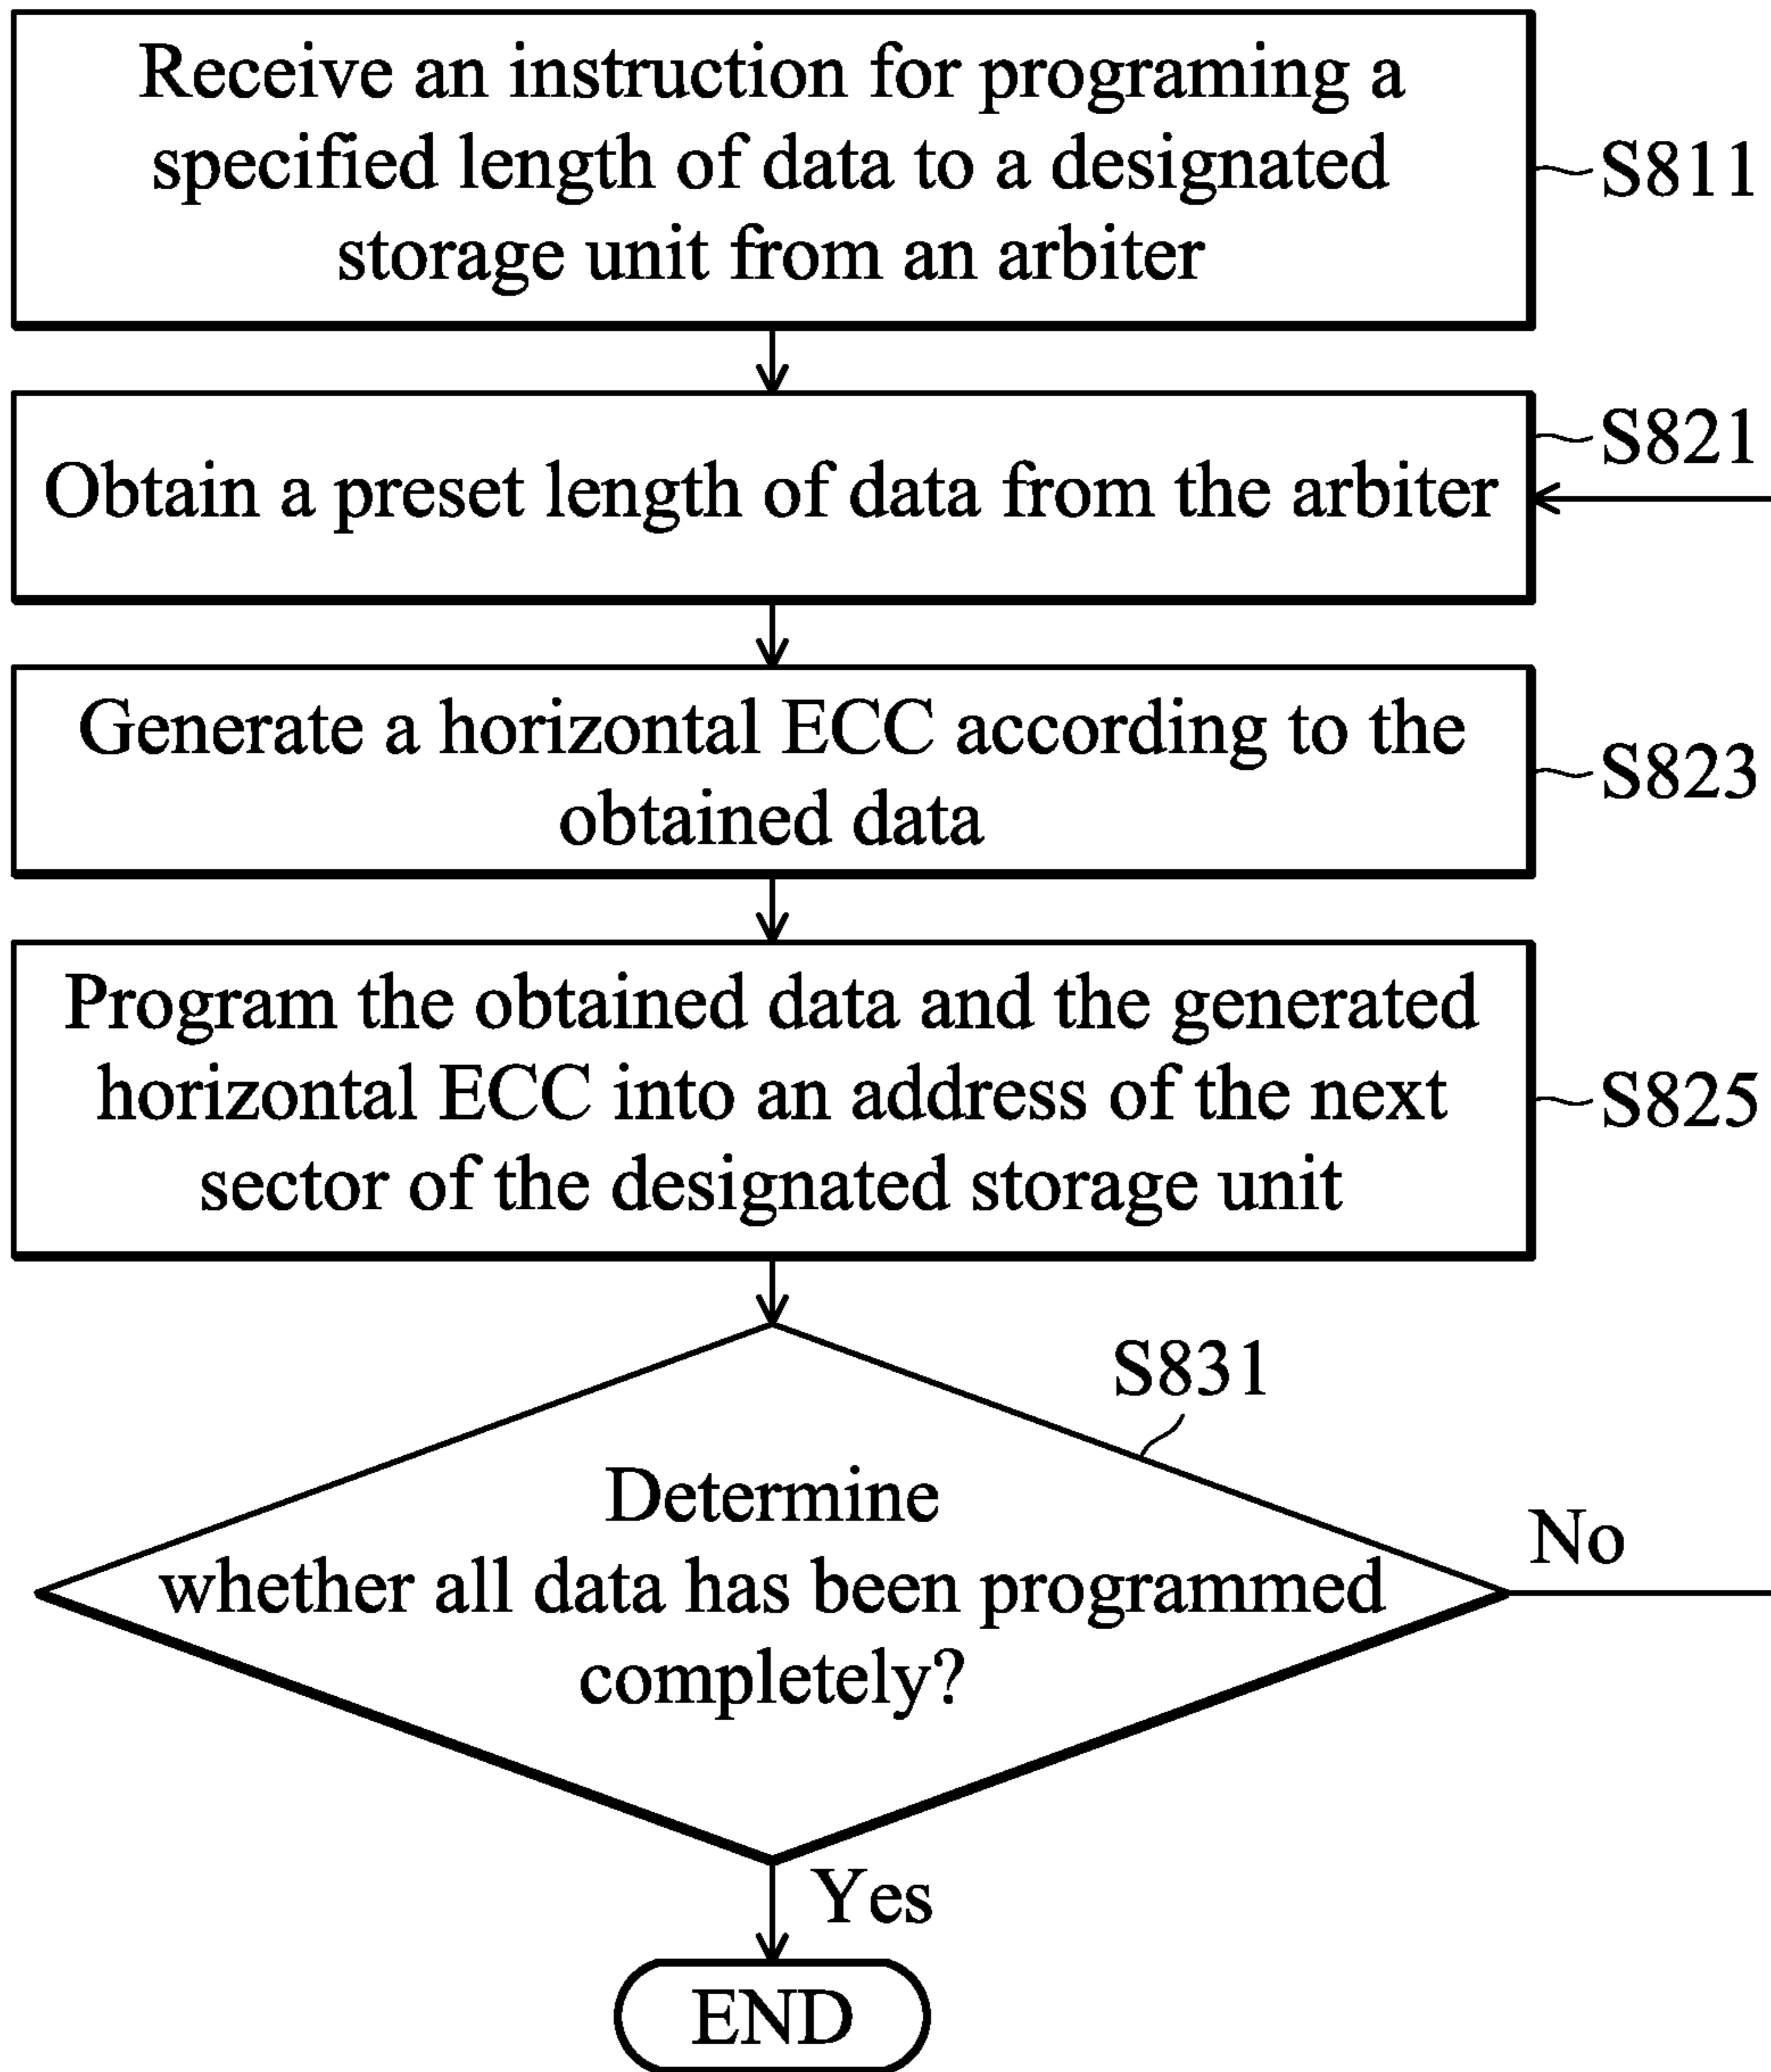 Receive an instruction for programing a
specified length of data to a designated
storage unit from an arbiter
S811
S821
Obtain a preset length of data from the arbiter
Generate a horizontal ECC according to the
obtained data
S823
Program the obtained data and the generated
horizontal ECC into an address of the next
sector of the designated storage unit
S825
S831
Determine
whether all data has been programmed
completely?
No
Yes
END